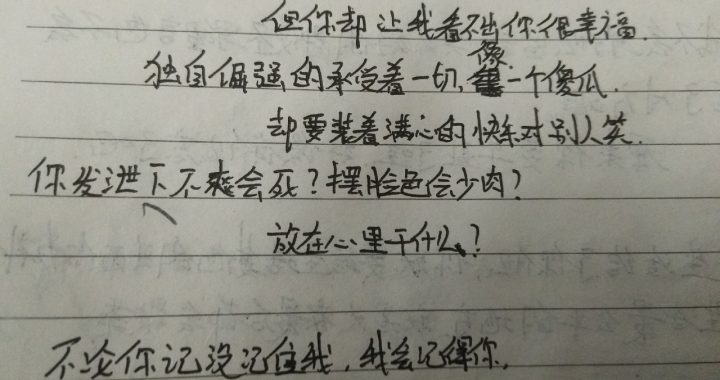 但你却让我看不出你很幸福.
独自倔强的承受着一切,像一个傻瓜.
却要装着满心的快乐对别人笑.
你发泄下不爽会死?摆脸色会少肉?
放在心里干什么?
不论你记没记住我,我会记得你,